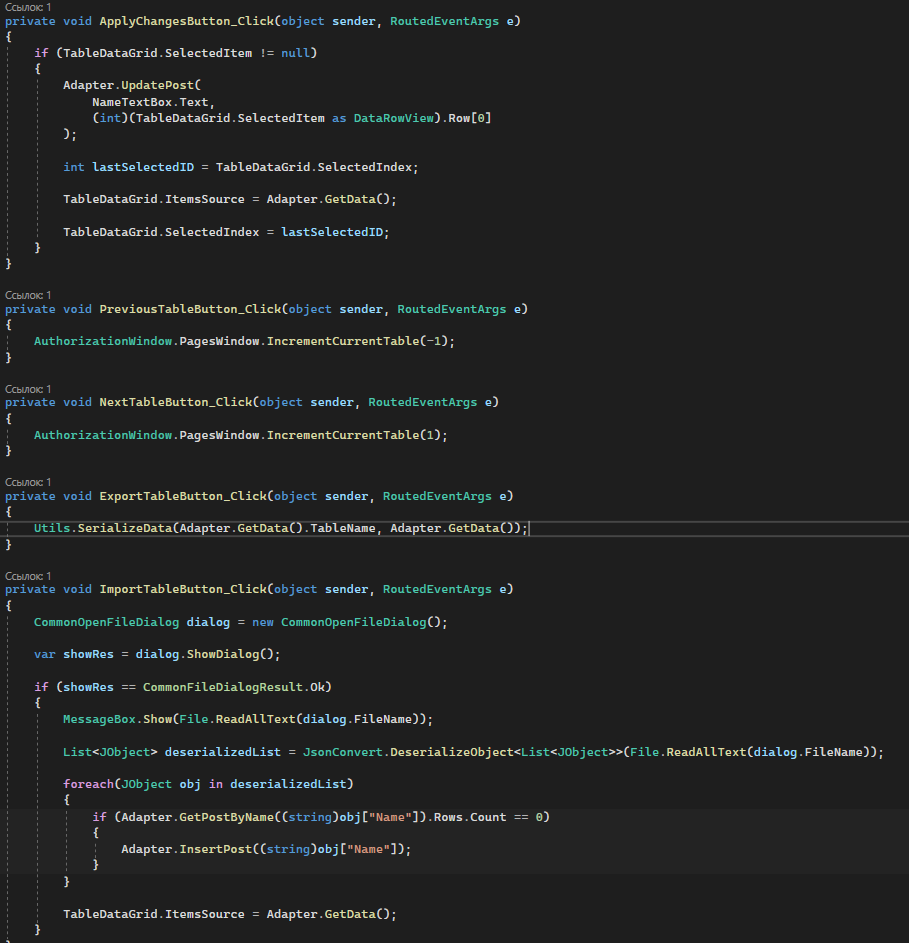 Ссылок: 1
private void ApplyChangesButton_Click(object sender, RoutedEventArgs e)
{
    if (TableDataGrid.SelectedItem != null)
    {
        Adapter.UpdatePost(
            NameTextBox.Text,
            (int)(TableDataGrid.SelectedItem as DataRowView).Row[0]
        );

        int lastSelectedID = TableDataGrid.SelectedIndex;

        TableDataGrid.ItemsSource = Adapter.GetData();

        TableDataGrid.SelectedIndex = lastSelectedID;
    }
}

Ссылок: 1
private void PreviousTableButton_Click(object sender, RoutedEventArgs e)
{
    AuthorizationWindow.PagesWindow.IncrementCurrentTable(-1);
}

Ссылок: 1
private void NextTableButton_Click(object sender, RoutedEventArgs e)
{
    AuthorizationWindow.PagesWindow.IncrementCurrentTable(1);
}

Ссылок: 1
private void ExportTableButton_Click(object sender, RoutedEventArgs e)
{
    Utils.SerializeData(Adapter.GetData().TableName, Adapter.GetData());
}

Ссылок: 1
private void ImportTableButton_Click(object sender, RoutedEventArgs e)
{
    CommonOpenFileDialog dialog = new CommonOpenFileDialog();

    var showRes = dialog.ShowDialog();

    if (showRes == CommonFileDialogResult.Ok)
    {
        MessageBox.Show(File.ReadAllText(dialog.FileName));

        List<JObject> deserializedList = JsonConvert.DeserializeObject<List<JObject>>(File.ReadAllText(dialog.FileName));

        foreach(JObject obj in deserializedList)
        {
            if (Adapter.GetPostByName((string)obj["Name"]).Rows.Count == 0)
            {
                Adapter.InsertPost((string)obj["Name"]);
            }
        }

        TableDataGrid.ItemsSource = Adapter.GetData();
    }